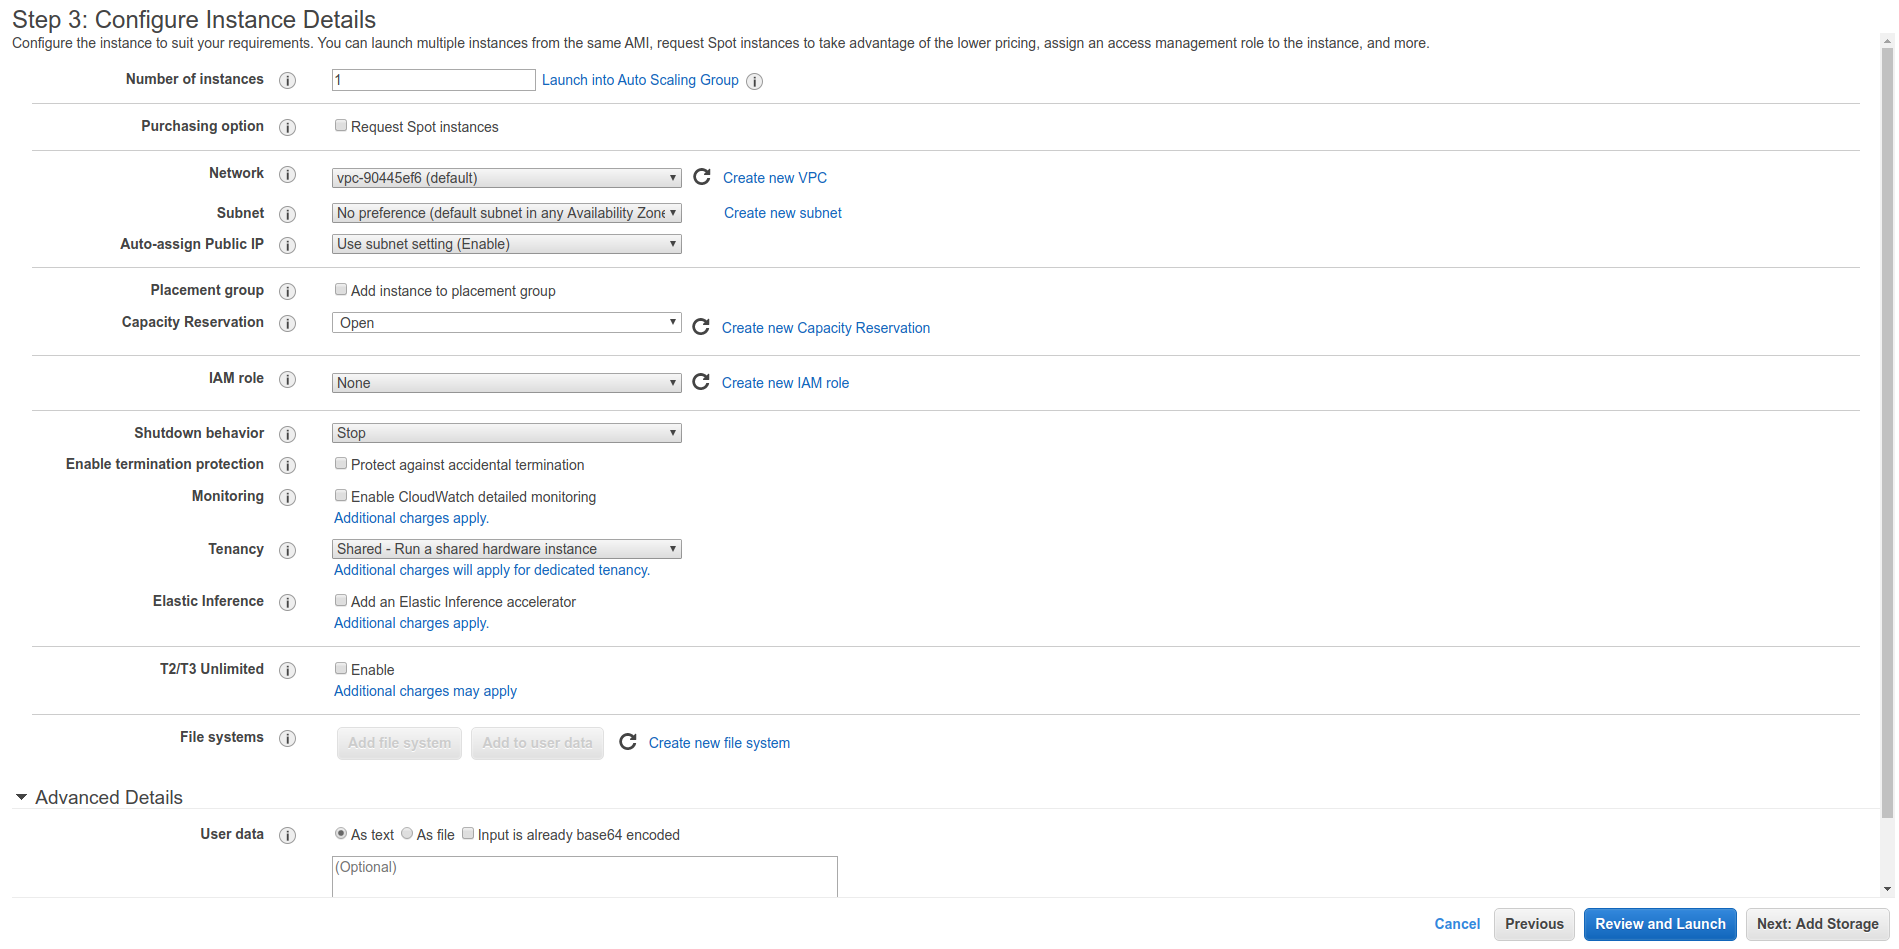 Step 3: Configure Instance Details
Configure the instance to suit your requirements. You can launch multiple instances from the same AMI, request Spot instances to take advantage of the lower pricing, assign an access management role to the instance, and more.
Number of instances i 1 Launch into Auto Scaling Group i
Purchasing option i Request Spot instances
Network i vpc-90445ef6 (default) Create new VPC
Subnet i No preference (default subnet in any Availability Zone Create new subnet
Auto-assign Public IP i Use subnet setting (Enable)
Placement group i Add instance to placement group
Capacity Reservation i Open Create new Capacity Reservation
IAM role i None Create new IAM role
Shutdown behavior i Stop
Enable termination protection i Protect against accidental termination
Monitoring i Enable CloudWatch detailed monitoring
Additional charges apply.
Tenancy i Shared - Run a shared hardware instance
Additional charges will apply for dedicated tenancy.
Elastic Inference i Add an Elastic Inference accelerator
Additional charges apply.
T2/T3 Unlimited i Enable
Additional charges may apply
File systems i Add file system Add to user data Create new file system
Advanced Details
User data i As text As file Input is already base64 encoded
(Optional)
Cancel Previous Review and Launch Next: Add Storage